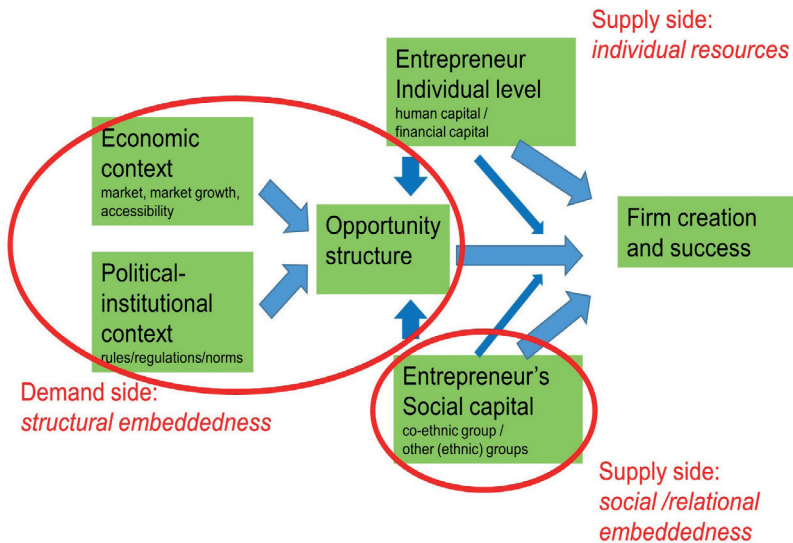 Supply side:
individual resources
Entrepreneur
Individual level
human capital /
financial capital
Economic
context
market, market growth,
accessibility
Opportunity
structure
Firm creation
and success
Political-
institutional
context
rules/regulations/norms
Demand side:
structural embeddedness
Entrepreneur's
Social capital
co-ethnic group /
other (ethnic) groups
Supply side:
social /relational
embeddedness